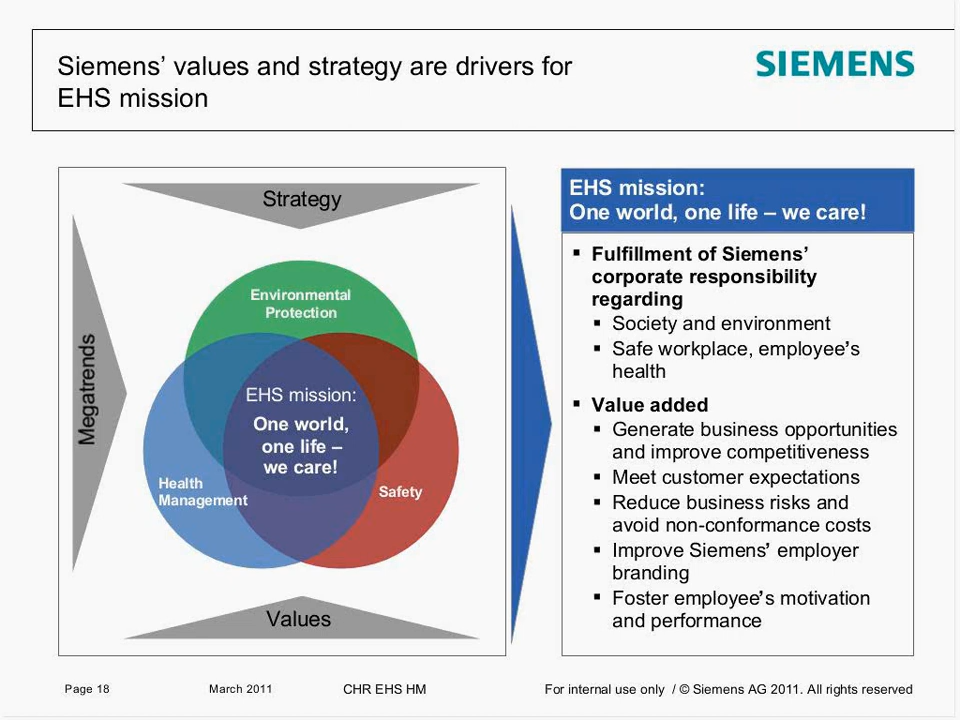 Siemens’ values and strategy are drivers for
EHS mission
SIEMENS
Strategy
Megatrends
Environmental
Protection
EHS mission:
One world,
one life –
we care!
Health
Management
Safety
Values
EHS mission:
One world, one life – we care!
▪ Fulfillment of Siemens’
corporate responsibility
regarding
▪ Society and environment
▪ Safe workplace, employee’s
health
▪ Value added
▪ Generate business opportunities
and improve competitiveness
▪ Meet customer expectations
▪ Reduce business risks and
avoid non-conformance costs
▪ Improve Siemens’ employer
branding
▪ Foster employee’s motivation
and performance
Page 18 March 2011 CHR EHS HM For internal use only / © Siemens AG 2011. All rights reserved